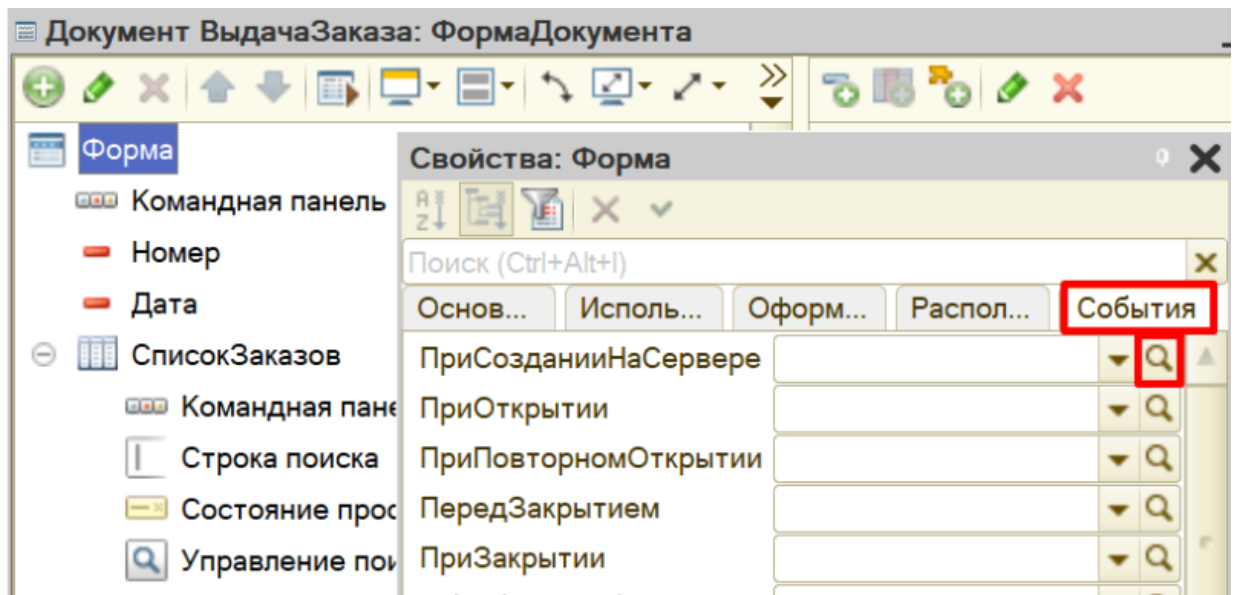 Документ ВыдачаЗаказа: ФормаДокумента
Форма
Командная панель
Номер
Дата
СписокЗаказов
Командная пане
Строка поиска
Состояние прос
Управление пои
Свойства: Форма
Поиск (Ctrl+Alt+I)
Основ... Исполь... Оформ... Распол... События
ПриСозданииНаСервере
ПриОткрытии
ПриПовторномОткрытии
ПередЗакрытием
ПриЗакрытии